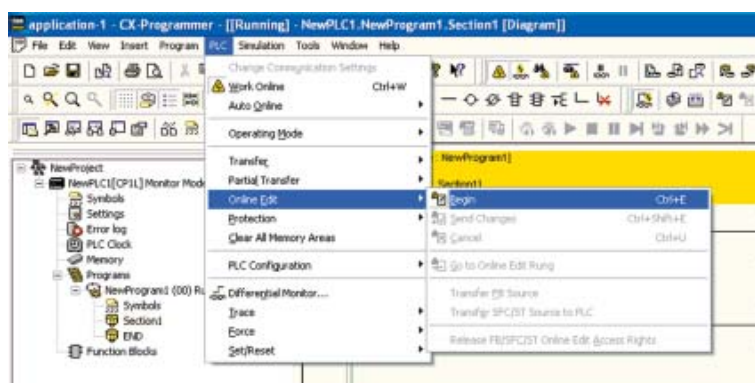 application-1 - CX-Programmer - [[Running] - NewPLC1.NewProgram1.Section1 [Diagram]]
File Edit View Insert Program PLC Simulation Tools Window Help
Change Communication Settings
Work Online Ctrl+W
Auto Online
Operating Mode
Transfer
Partial Transfer
Online Edit
Protection
Clear All Memory Areas
PLC Configuration
Differential Monitor...
Trace
Force
Set/Reset
Begin Ctrl+E
Send Changes Ctrl+Shift+E
Cancel Ctrl+U
Go to Online Edit Rung
Transfer FB Source
Transfer SFC/ST Source to PLC
Release FB/SFC/ST Online Edit Access Rights
: NewProgram1]
Section1]
NewProject
NewPLC1[CP1L] Monitor Mode
Symbols
Settings
Error log
PLC Clock
Memory
Programs
NewProgram1 (00) Ru
Symbols
Section1
END
Function Blocks